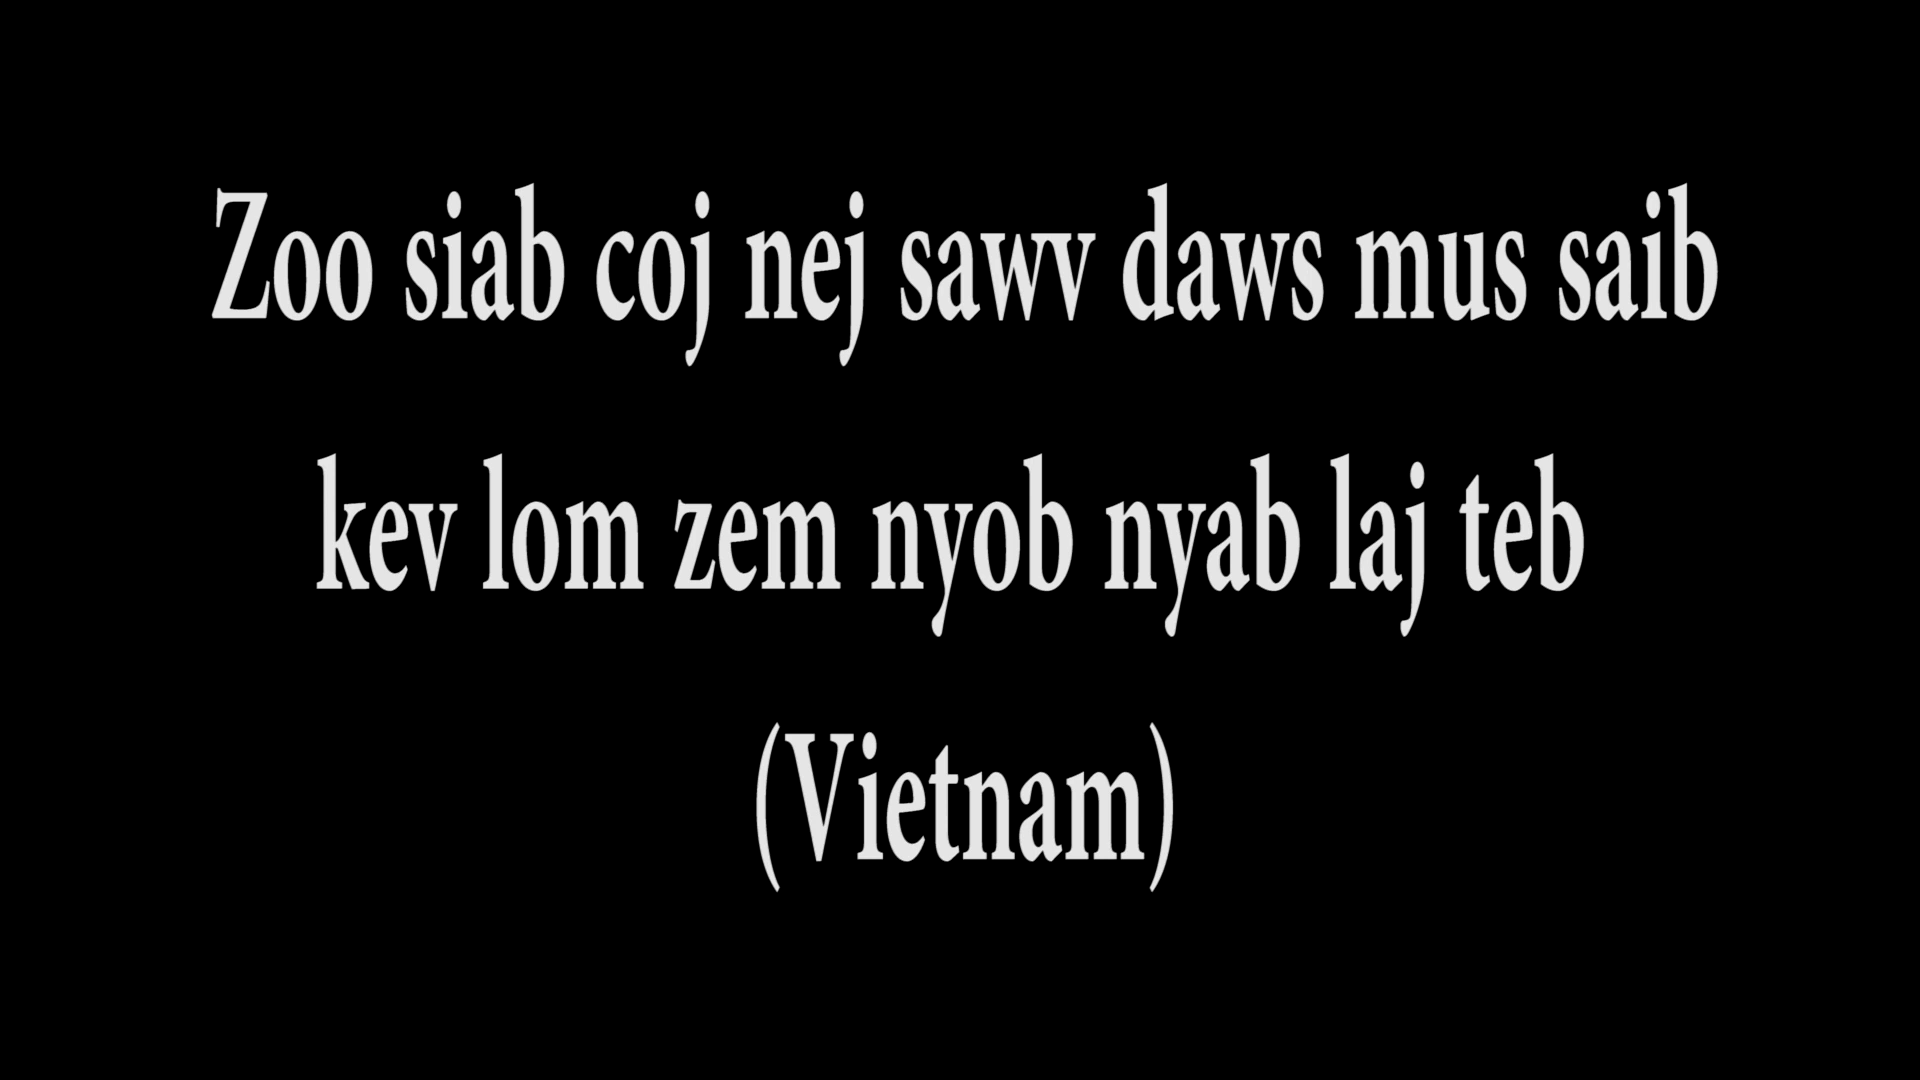 Zoo siab coj nej sawv daws mus saib
kev lom zem nyob nyab laj teb
(Vietnam)